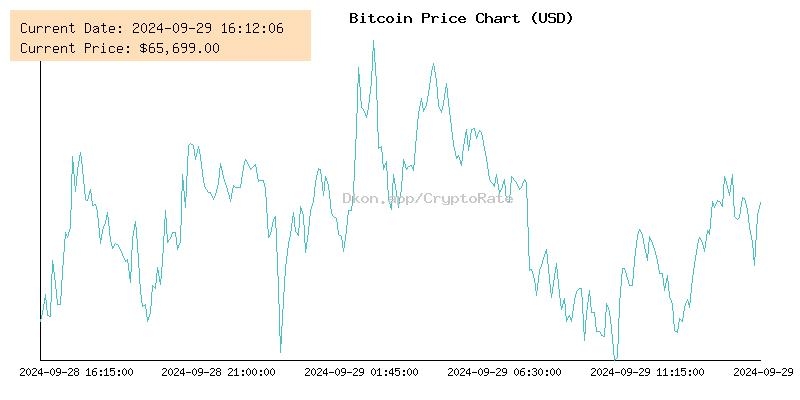 Bitcoin Price Chart (USD)
Current Date: 2024-09-29 16:12:06
Current Price: $65,699.00
Dkon.app/CryptoRate
2024-09-28 16:15:00
2024-09-28 21:00:00
2024-09-29 01:45:00
2024-09-29 06:30:00
2024-09-29 11:15:00
2024-09-29